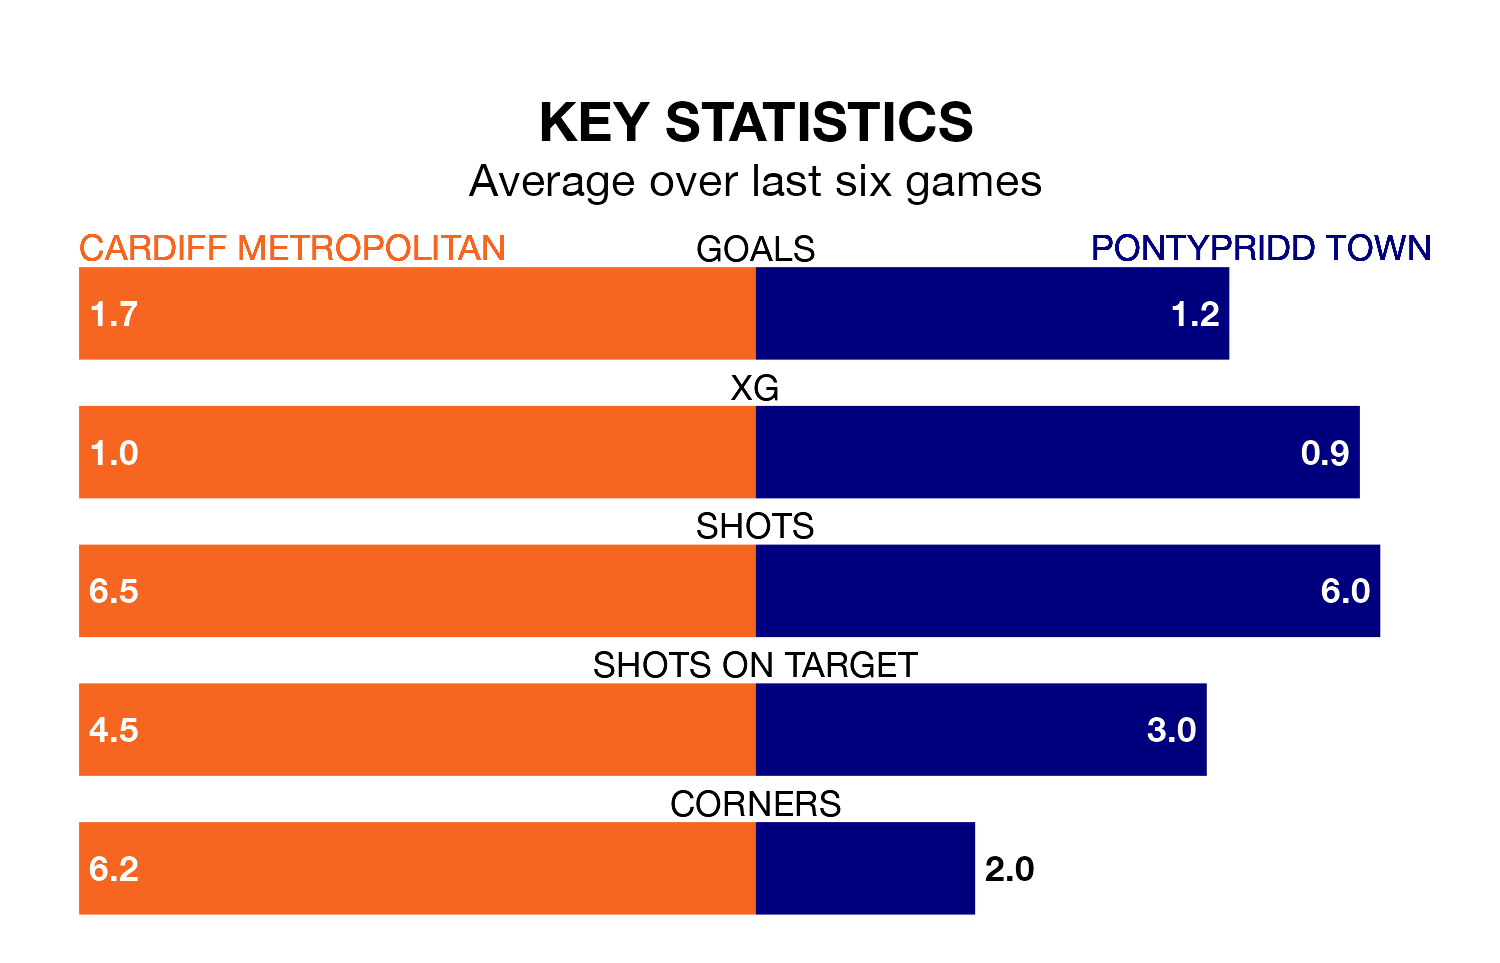 KEY STATISTICS
Average over last six games
CARDIFF METROPOLITAN GOALS PONTYPRIDD TOWN
1.7 1.2
XG
1.0 0.9
SHOTS
6.5 6.0
SHOTS ON TARGET
4.5 3.0
CORNERS
6.2 2.0